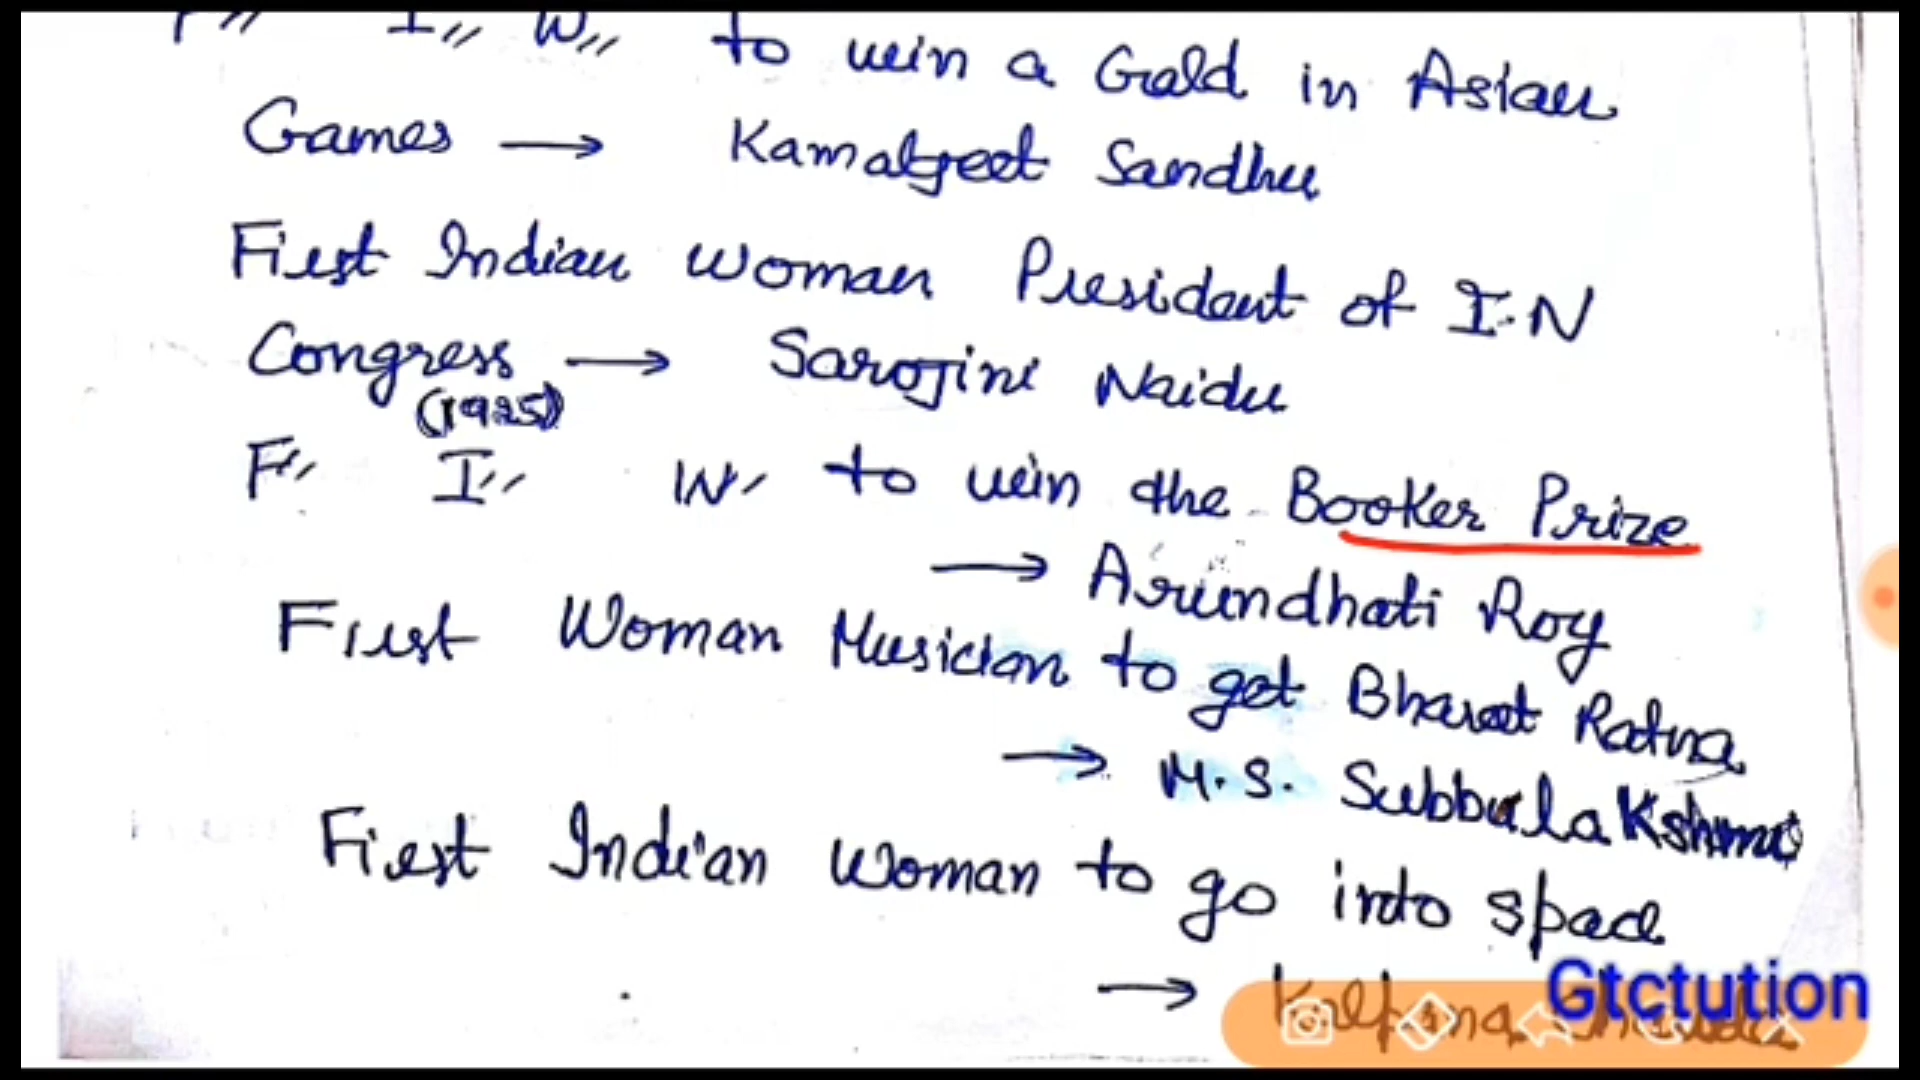 F〃 I〃 W〃 to win a Gold in Asian
Games → Kamaljeet Sandhu
First Indian Woman President of I.N
Congress → Sarojini Naidu
(1925)
F〃 I〃 W〃 to win the Booker Prize
→ Arundhati Roy
First Woman Musician to get Bharat Ratna
→ M.S. Subbulakshmi
First Indian Woman to go into space
→ Kalpana
Gtctution